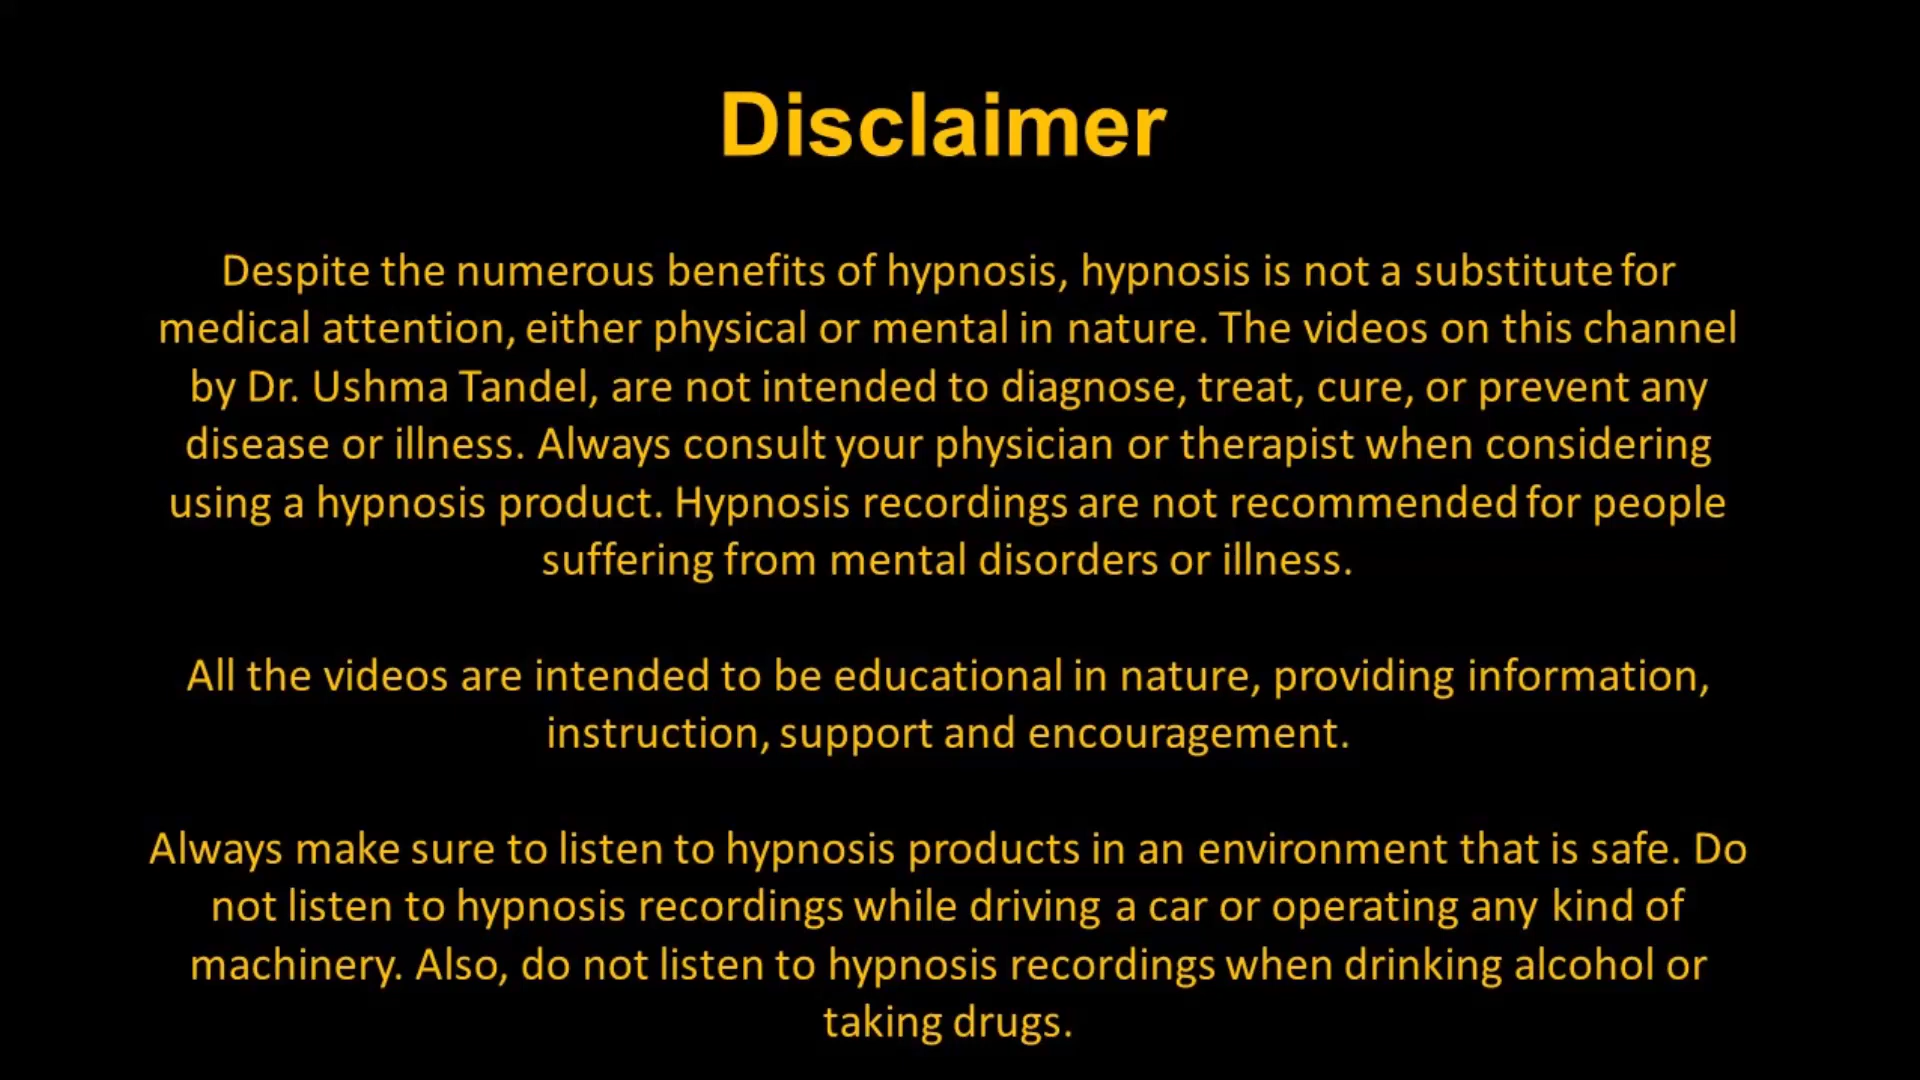 Disclaimer
Despite the numerous benefits of hypnosis, hypnosis is not a substitute for
medical attention, either physical or mental in nature. The videos on this channel
by Dr. Ushma Tandel, are not intended to diagnose, treat, cure, or prevent any
disease or illness. Always consult your physician or therapist when considering
using a hypnosis product. Hypnosis recordings are not recommended for people
suffering from mental disorders or illness.
All the videos are intended to be educational in nature, providing information,
instruction, support and encouragement.
Always make sure to listen to hypnosis products in an environment that is safe. Do
not listen to hypnosis recordings while driving a car or operating any kind of
machinery. Also, do not listen to hypnosis recordings when drinking alcohol or
taking drugs.